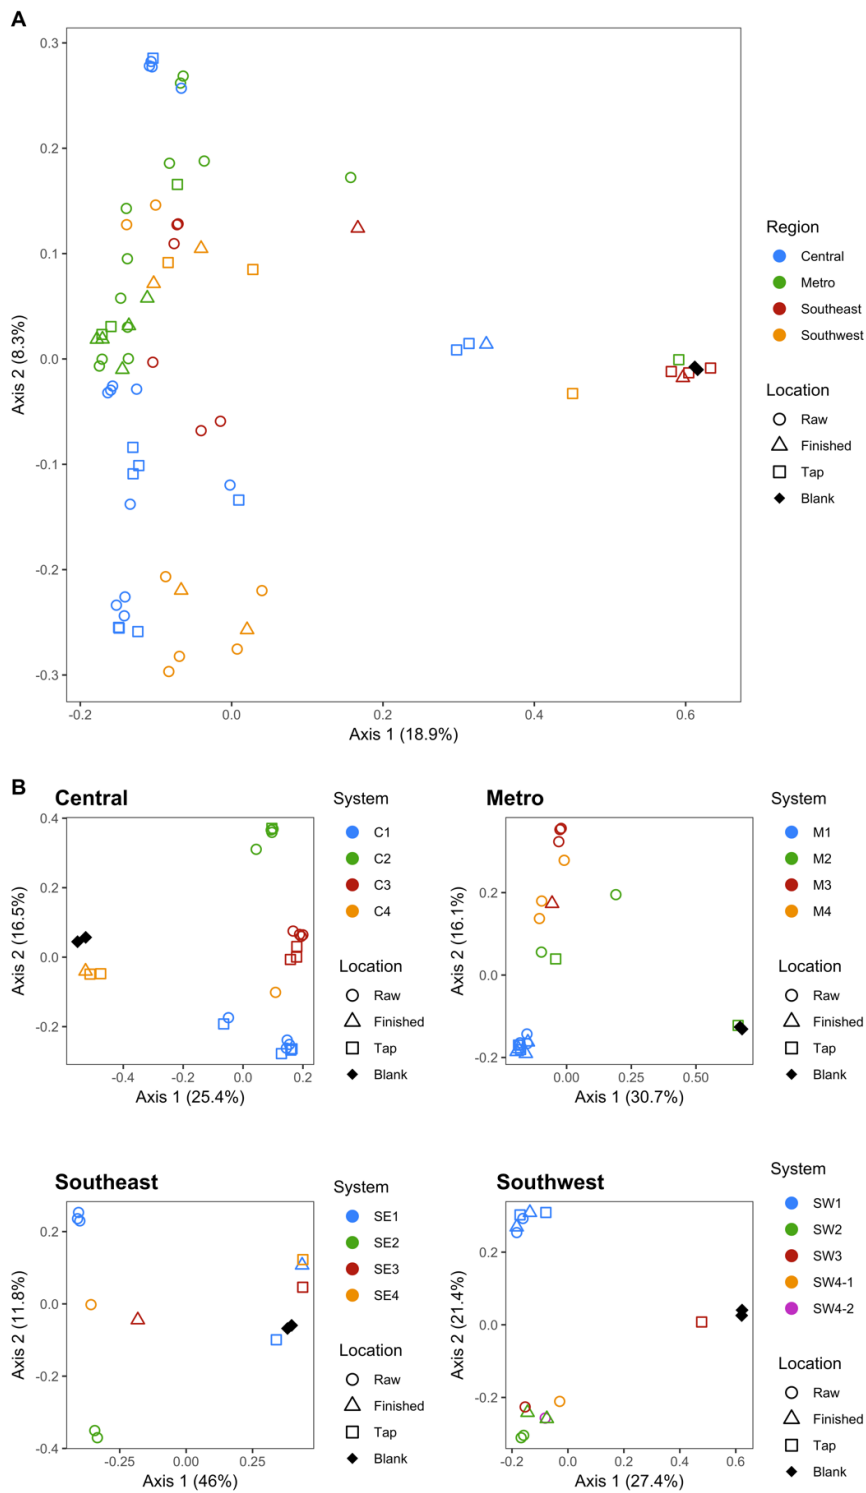 A
0.3
0.2
0.1
0.0
-0.1
-0.2
-0.3
Axis 2 (8.3%)
-0.2 0.0 0.2 0.4 0.6
Axis 1 (18.9%)
Region
Central
Metro
Southeast
Southwest
Location
Raw
Finished
Tap
Blank
B
Central
0.4
0.2
0.0
-0.2
Axis 2 (16.5%)
-0.4 -0.2 0.0 0.2
Axis 1 (25.4%)
System
C1
C2
C3
C4
Location
Raw
Finished
Tap
Blank
Metro
0.2
0.0
-0.2
Axis 2 (16.1%)
0.00 0.25 0.50
Axis 1 (30.7%)
System
M1
M2
M3
M4
Location
Raw
Finished
Tap
Blank
Southeast
0.2
0.0
-0.2
-0.4
Axis 2 (11.8%)
-0.25 0.00 0.25
Axis 1 (46%)
System
SE1
SE2
SE3
SE4
Location
Raw
Finished
Tap
Blank
Southwest
0.2
0.0
-0.2
Axis 2 (21.4%)
-0.2 0.0 0.2 0.4 0.6
Axis 1 (27.4%)
System
SW1
SW2
SW3
SW4-1
SW4-2
Location
Raw
Finished
Tap
Blank